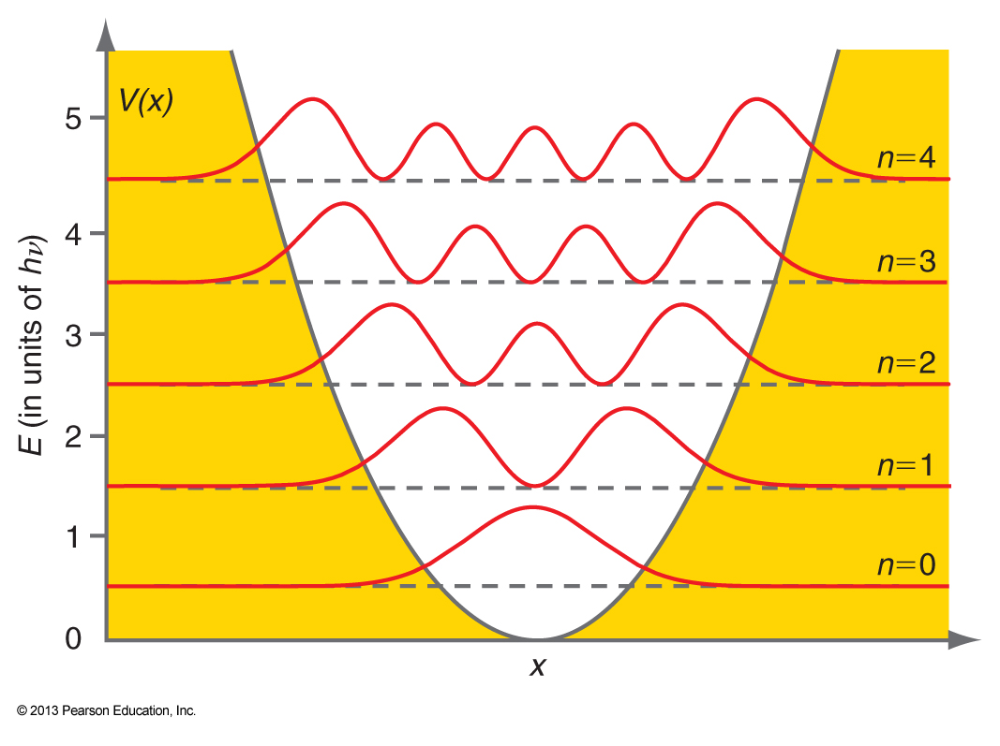 V(x)
5
4
3
2
1
0
E (in units of hν)
n=4
n=3
n=2
n=1
n=0
x
© 2013 Pearson Education, Inc.